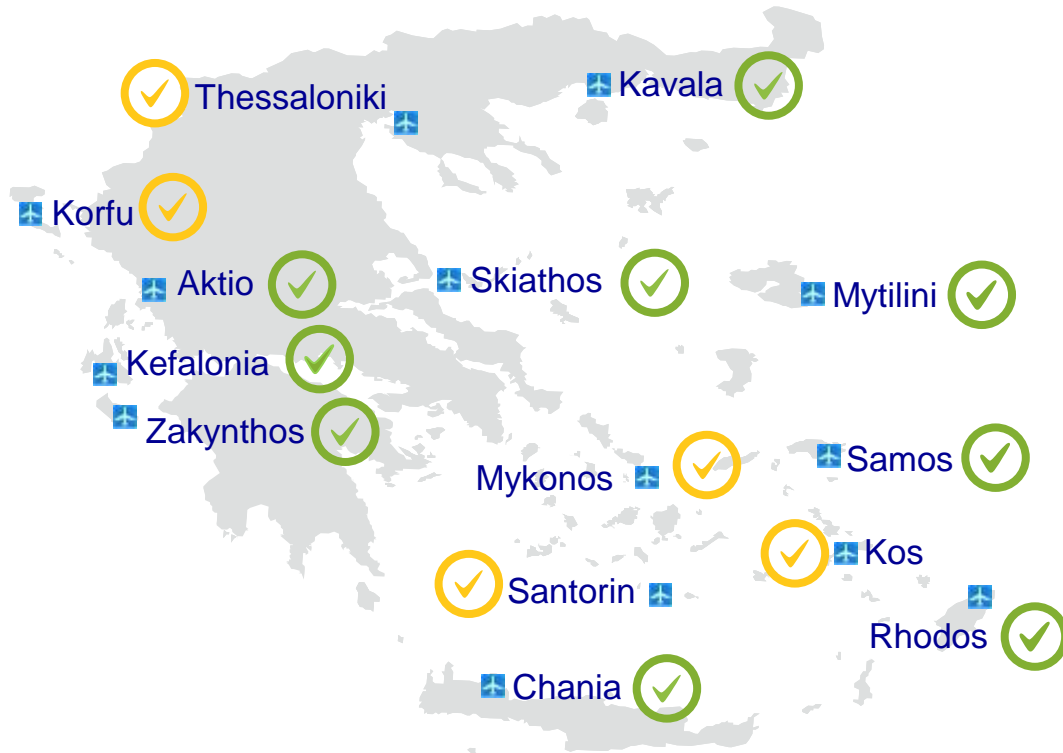 Kavala
Thessaloniki
Korfu
Aktio
Skiathos
Mytilini
Kefalonia
Zakynthos
Samos
Mykonos
Kos
Santorin
Rhodos
Chania